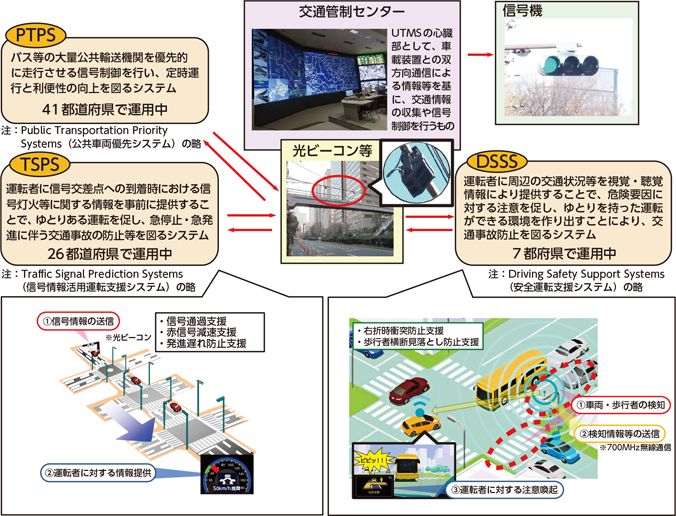 PTPS
バス等の大量公共輸送機関を優先的
に走行させる信号制御を行い、定時運
行と利便性の向上を図るシステム
41都道府県で運用中
注：Public Transportation Priority
Systems（公共車両優先システム）の略
交通管制センター
UTMSの心臓
部として、車
載装置との双
方向通信によ
る情報等を基
に、交通情報
の収集や信号
制御を行うもの
信号機
TSPS
運転者に信号交差点への到着時における信
号灯火等に関する情報を事前に提供するこ
とで、ゆとりある運転を促し、急停止・急発
進に伴う交通事故の防止等を図るシステム
26都道府県で運用中
注：Traffic Signal Prediction Systems
（信号情報活用運転支援システム）の略
光ビーコン等
DSSS
運転者に周辺の交通状況等を視覚・聴覚
情報により提供することで、危険要因に
対する注意を促し、ゆとりを持った運転
ができる環境を作り出すことにより、交
通事故防止を図るシステム
7都府県で運用中
注：Driving Safety Support Systems
（安全運転支援システム）の略
①信号情報の送信
※光ビーコン
・信号通過支援
・赤信号減速支援
・発進遅れ防止支援
②運転者に対する情報提供
50km/h推奨
・右折時衝突防止支援
・歩行者横断見落とし防止支援
①車両・歩行者の検知
②検知情報等の送信
※700MHz無線通信
ピピッ!!
③運転者に対する注意喚起